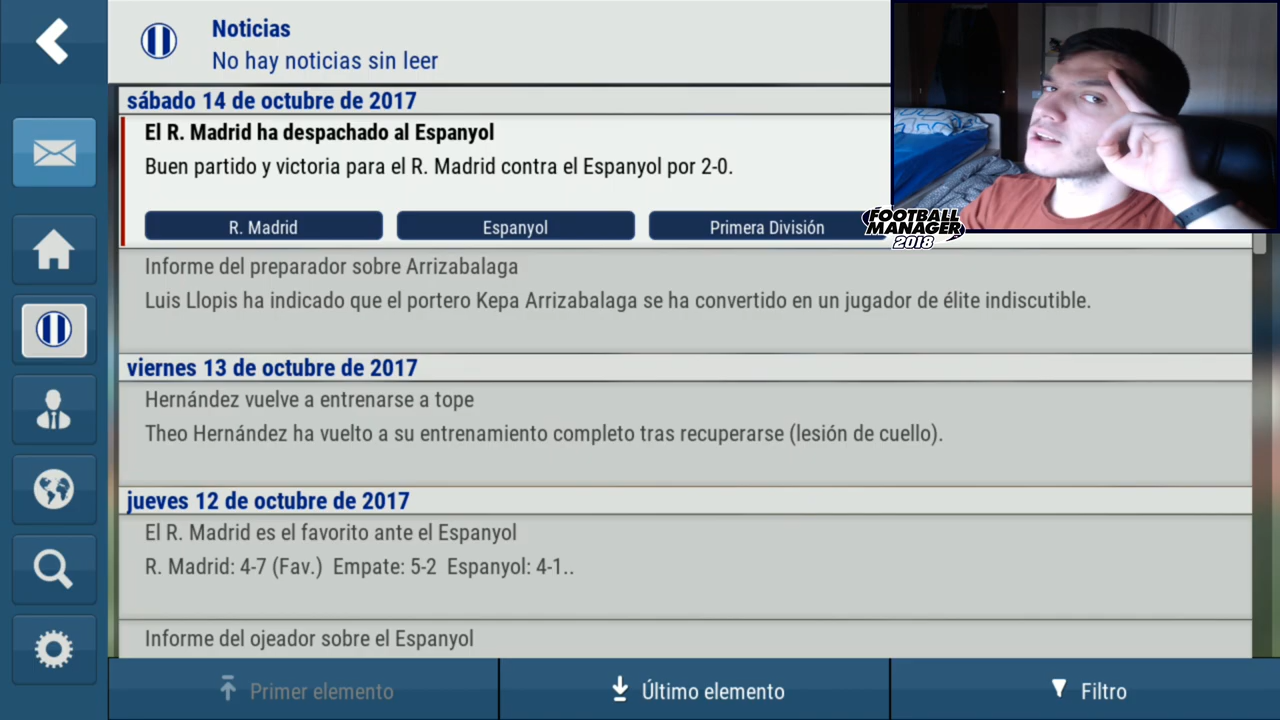 Noticias
No hay noticias sin leer
sábado 14 de octubre de 2017
El R. Madrid ha despachado al Espanyol
Buen partido y victoria para el R. Madrid contra el Espanyol por 2-0.
R. Madrid
Espanyol
Primera División
FOOTBALL
MANAGER
2018
Informe del preparador sobre Arrizabalaga
Luis Llopis ha indicado que el portero Kepa Arrizabalaga se ha convertido en un jugador de élite indiscutible.
viernes 13 de octubre de 2017
Hernández vuelve a entrenarse a tope
Theo Hernández ha vuelto a su entrenamiento completo tras recuperarse (lesión de cuello).
jueves 12 de octubre de 2017
El R. Madrid es el favorito ante el Espanyol
R. Madrid: 4-7 (Fav.) Empate: 5-2 Espanyol: 4-1..
Informe del ojeador sobre el Espanyol
Primer elemento
Último elemento
Filtro